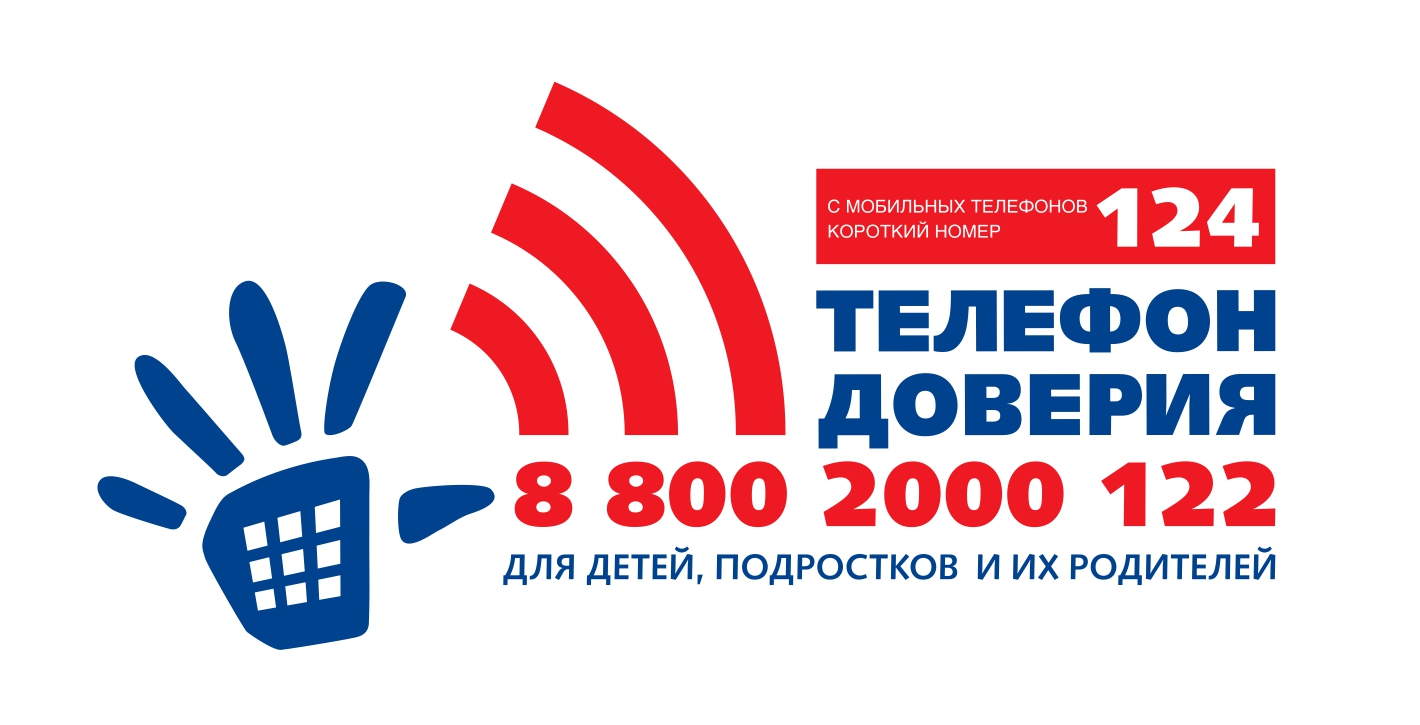 С МОБИЛЬНЫХ ТЕЛЕФОНОВ
КОРОТКИЙ НОМЕР
124
ТЕЛЕФОН
ДОВЕРИЯ
8 800 2000 122
ДЛЯ ДЕТЕЙ, ПОДРОСТКОВ И ИХ РОДИТЕЛЕЙ